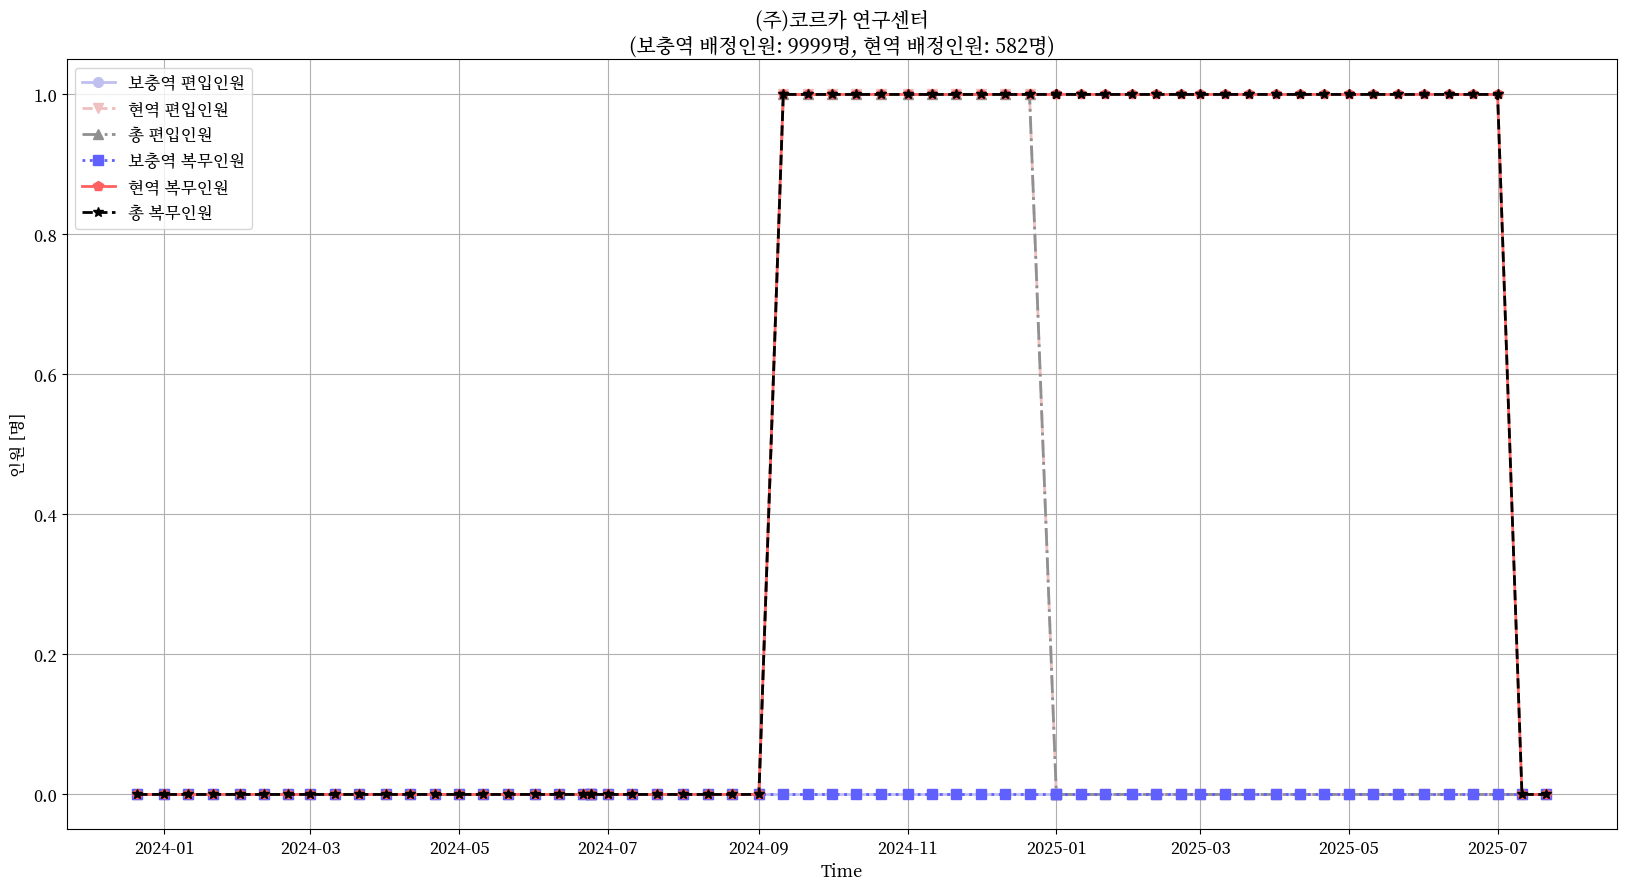 (주)코르카 연구센터
(보충역 배정인원: 9999명, 현역 배정인원: 582명)
보충역 편입인원
현역 편입인원
총 편입인원
보충역 복무인원
현역 복무인원
총 복무인원
1.0
0.8
0.6
0.4
0.2
0.0
인원 [명]
2024-01 2024-03 2024-05 2024-07 2024-09 2024-11 2025-01 2025-03 2025-05 2025-07
Time